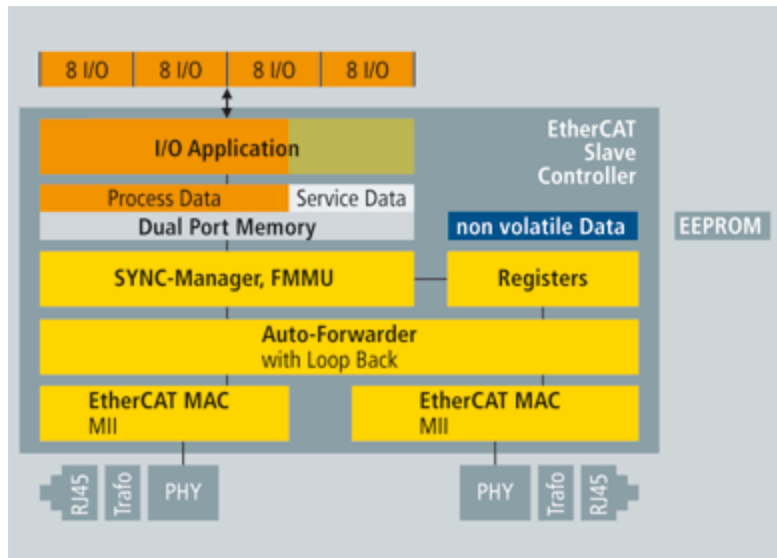 8 I/O 8 I/O 8 I/O 8 I/O
I/O Application
EtherCAT
Slave
Controller
Process Data Service Data
Dual Port Memory
non volatile Data
EEPROM
SYNC-Manager, FMMU
Registers
Auto-Forwarder
with Loop Back
EtherCAT MAC
MII
EtherCAT MAC
MII
RJ45 Trafo PHY
PHY Trafo RJ45